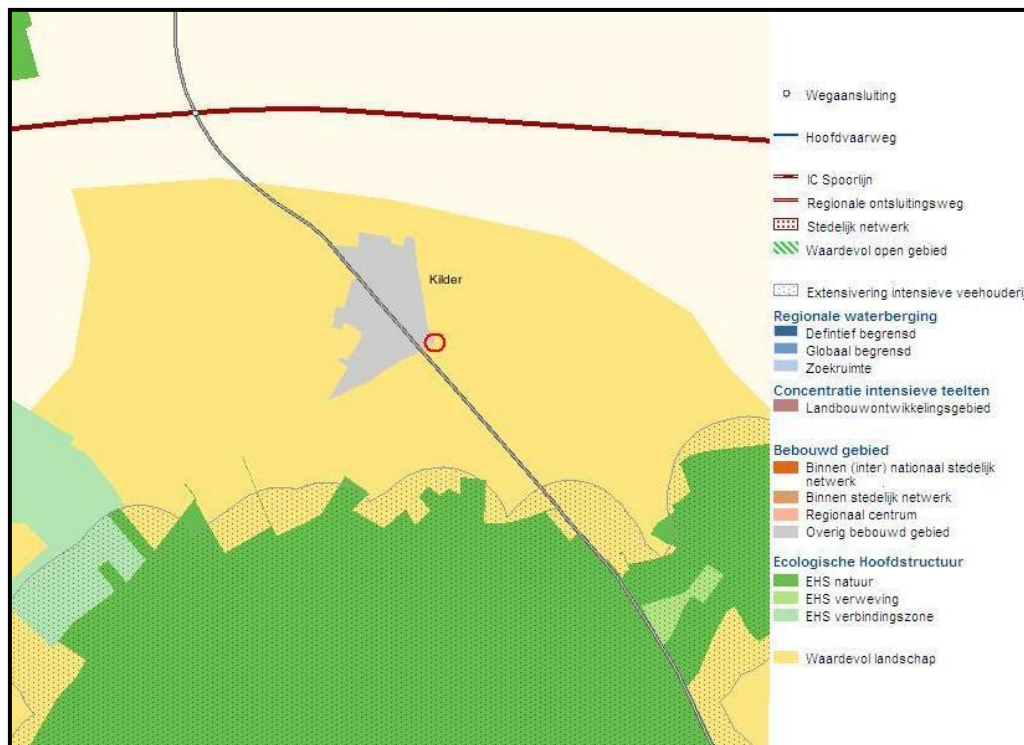 Kilder
Wegaansluiting
Hoofdvaarweg
IC Spoorlijn
Regionale ontsluitingsweg
Stedelijk netwerk
Waardevol open gebied
Extensivering intensieve veehouderij
Regionale waterberging
Defintief begrensd
Globaal begrensd
Zoekruimte
Concentratie intensieve teelten
Landbouwontwikkelingsgebied
Bebouwd gebied
Binnen (inter) nationaal stedelijk
netwerk
Binnen stedelijk netwerk
Regionaal centrum
Overig bebouwd gebied
Ecologische Hoofdstructuur
EHS natuur
EHS verweving
EHS verbindingszone
Waardevol landschap